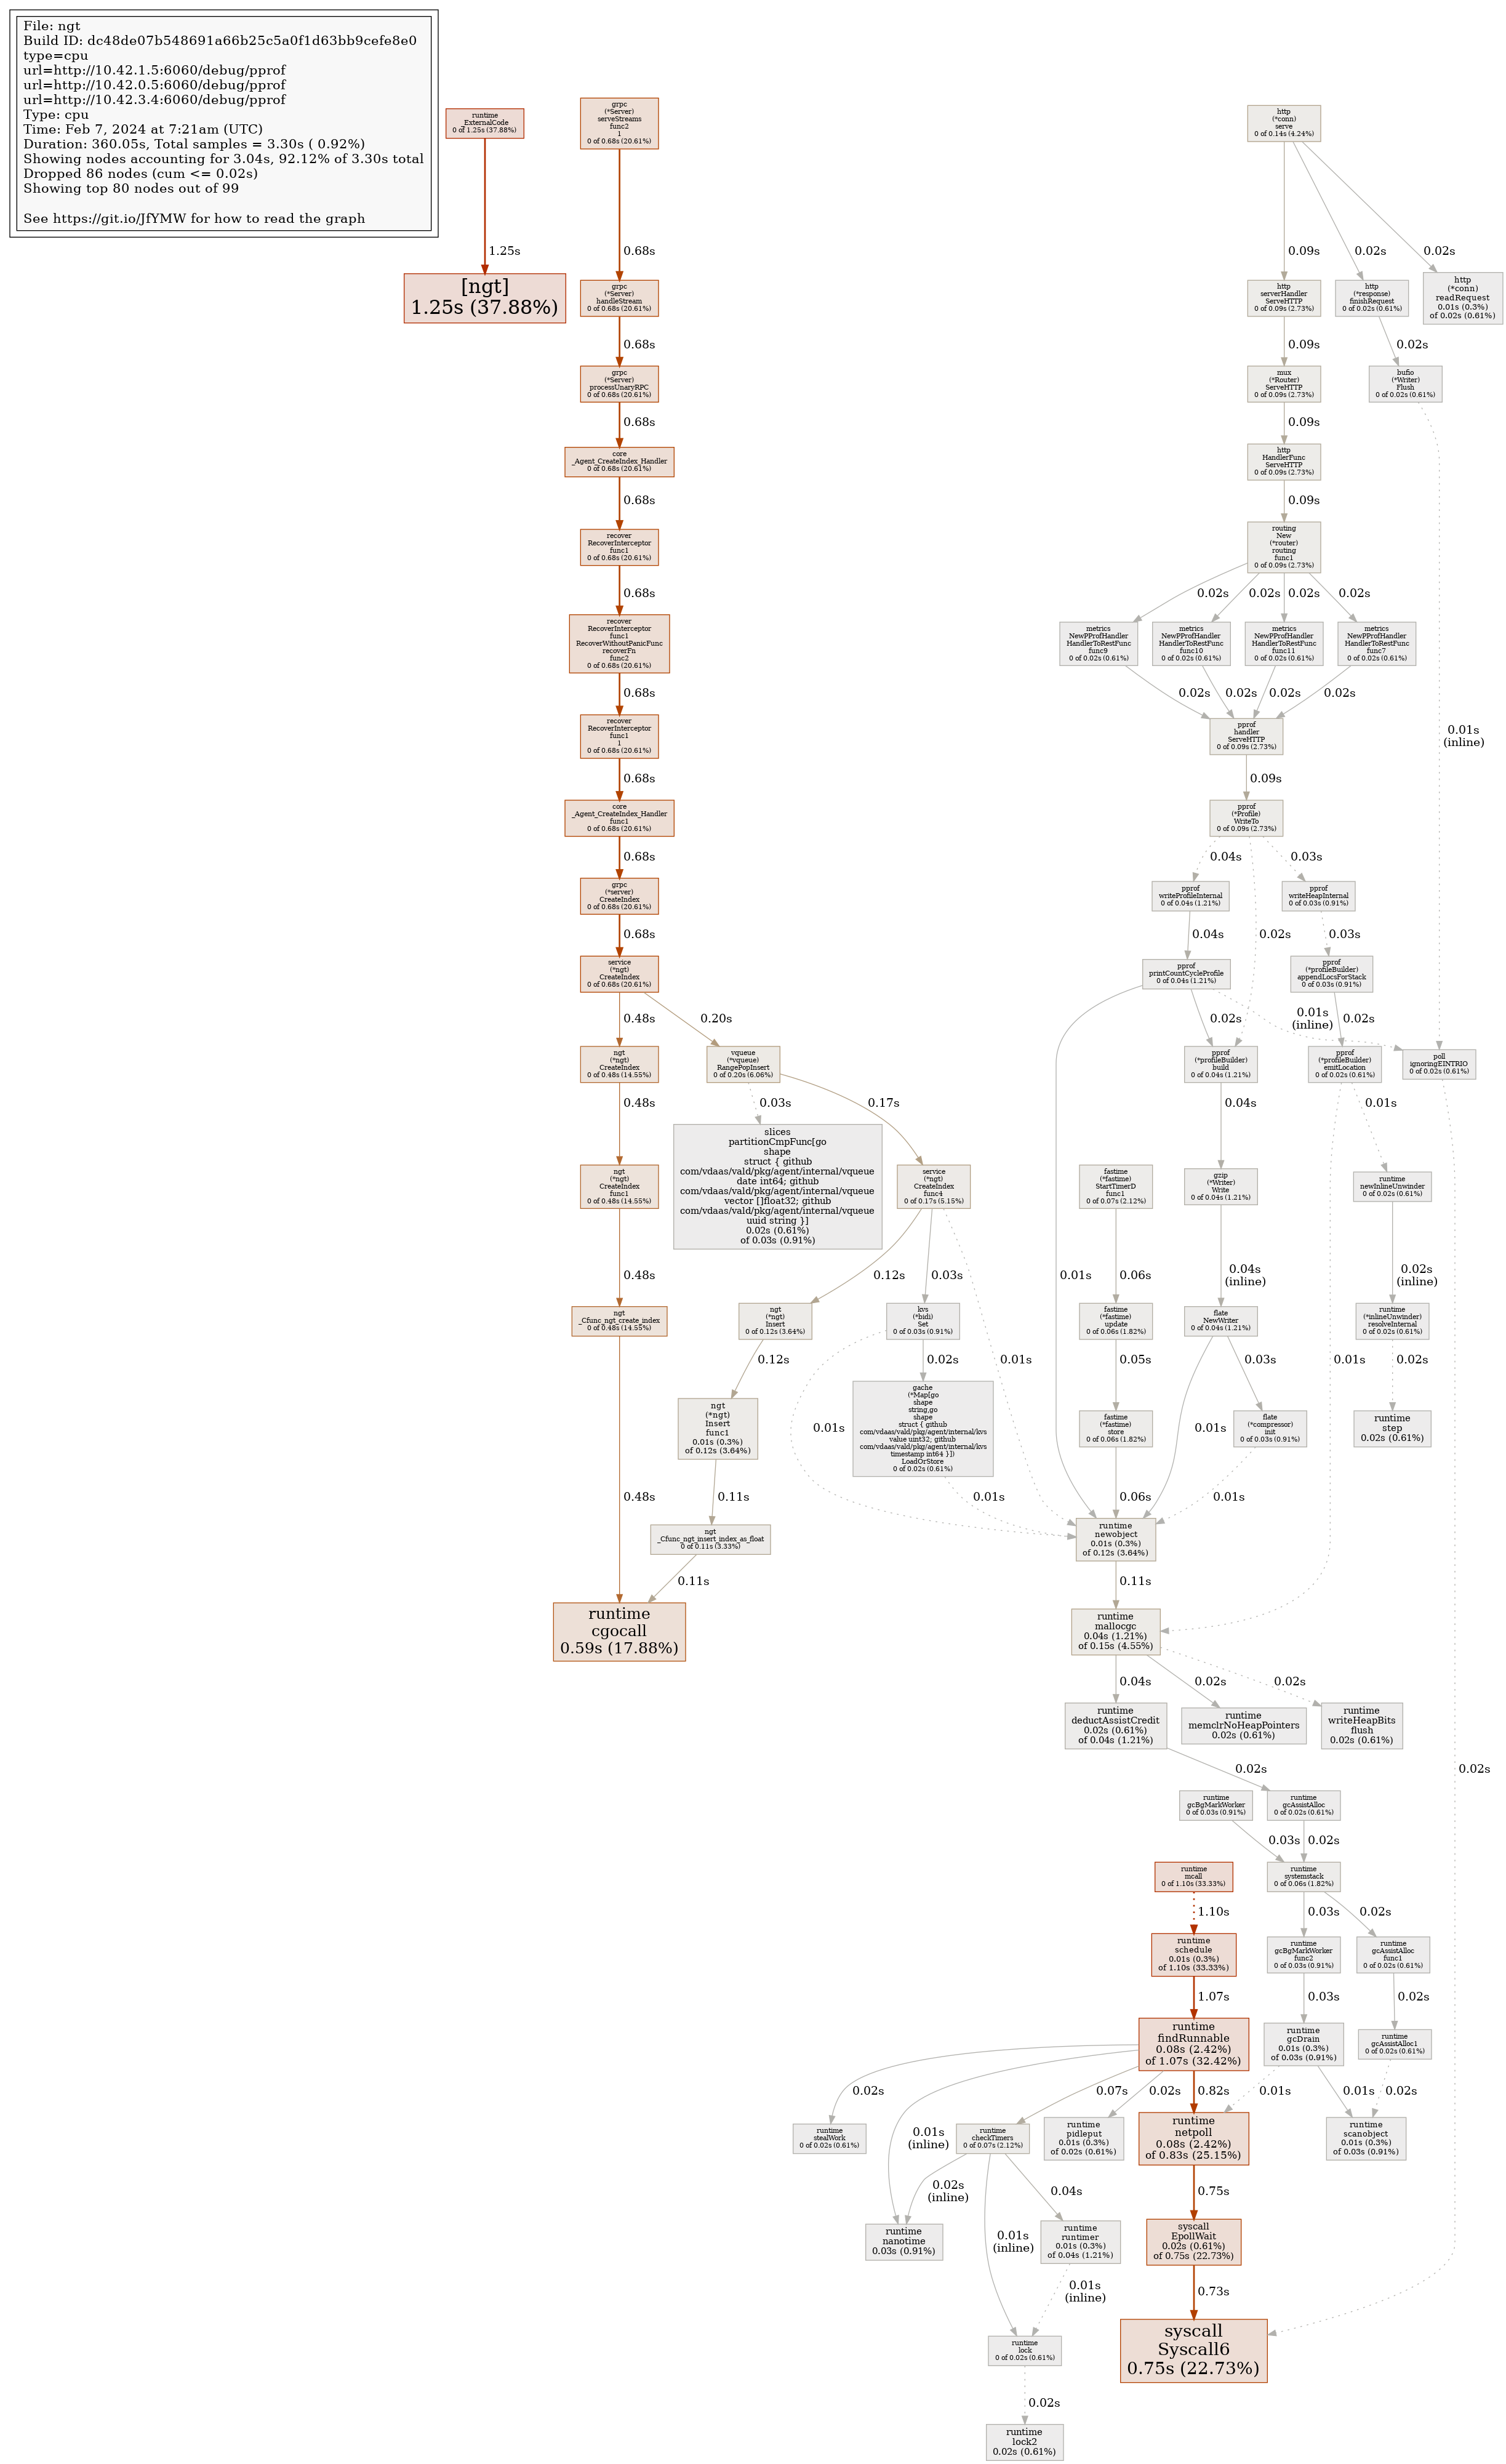 File: ngt
Build ID: dc48de07b548691a66b25c5a0f1d63bb9cefe8e0
type=cpu
url=http://10.42.1.5:6060/debug/pprof
url=http://10.42.0.5:6060/debug/pprof
url=http://10.42.3.4:6060/debug/pprof
Type: cpu
Time: Feb 7, 2024 at 7:21am (UTC)
Duration: 360.05s, Total samples = 3.30s ( 0.92%)
Showing nodes accounting for 3.04s, 92.12% of 3.30s total
Dropped 86 nodes (cum <= 0.02s)
Showing top 80 nodes out of 99
See https://git.io/JfYMW for how to read the graph
runtime
_ExternalCode
0 of 1.25s (37.88%)
1.25s
[ngt]
1.25s (37.88%)
grpc
(*Server)
serveStreams
func2
1
0 of 0.68s (20.61%)
0.68s
grpc
(*Server)
handleStream
0 of 0.68s (20.61%)
0.68s
grpc
(*Server)
processUnaryRPC
0 of 0.68s (20.61%)
0.68s
core
_Agent_CreateIndex_Handler
0 of 0.68s (20.61%)
0.68s
recover
RecoverInterceptor
func1
0 of 0.68s (20.61%)
0.68s
recover
RecoverInterceptor
func1
RecoverWithoutPanicFunc
recoverFn
func2
0 of 0.68s (20.61%)
0.68s
recover
RecoverInterceptor
func1
1
0 of 0.68s (20.61%)
0.68s
core
_Agent_CreateIndex_Handler
func1
0 of 0.68s (20.61%)
0.68s
grpc
(*server)
CreateIndex
0 of 0.68s (20.61%)
0.68s
service
(*ngt)
CreateIndex
0 of 0.68s (20.61%)
0.48s
0.20s
ngt
(*ngt)
CreateIndex
0 of 0.48s (14.55%)
0.48s
ngt
(*ngt)
CreateIndex
func1
0 of 0.48s (14.55%)
0.48s
ngt
_Cfunc_ngt_create_index
0 of 0.48s (14.55%)
0.48s
vqueue
(*vqueue)
RangePopInsert
0 of 0.20s (6.06%)
0.03s
0.17s
slices
partitionCmpFunc[go
shape
struct { github
com/vdaas/vald/pkg/agent/internal/vqueue
date int64; github
com/vdaas/vald/pkg/agent/internal/vqueue
vector []float32; github
com/vdaas/vald/pkg/agent/internal/vqueue
uuid string }]
0.02s (0.61%)
of 0.03s (0.91%)
service
(*ngt)
CreateIndex
func4
0 of 0.17s (5.15%)
0.12s
0.03s
0.01s
ngt
(*ngt)
Insert
0 of 0.12s (3.64%)
0.12s
ngt
(*ngt)
Insert
func1
0.01s (0.3%)
of 0.12s (3.64%)
0.11s
ngt
_Cfunc_ngt_insert_index_as_float
0 of 0.11s (3.33%)
0.11s
runtime
cgocall
0.59s (17.88%)
kvs
(*bidi)
Set
0 of 0.03s (0.91%)
0.02s
0.01s
gache
(*Map[go
shape
string,go
shape
struct { github
com/vdaas/vald/pkg/agent/internal/kvs
value uint32; github
com/vdaas/vald/pkg/agent/internal/kvs
timestamp int64 }])
LoadOrStore
0 of 0.02s (0.61%)
0.01s
http
(*conn)
serve
0 of 0.14s (4.24%)
0.09s
0.02s
0.02s
http
serverHandler
ServeHTTP
0 of 0.09s (2.73%)
0.09s
http
(*response)
finishRequest
0 of 0.02s (0.61%)
0.02s
http
(*conn)
readRequest
0.01s (0.3%)
of 0.02s (0.61%)
mux
(*Router)
ServeHTTP
0 of 0.09s (2.73%)
0.09s
bufio
(*Writer)
Flush
0 of 0.02s (0.61%)
0.01s
(inline)
http
HandlerFunc
ServeHTTP
0 of 0.09s (2.73%)
0.09s
routing
New
(*router)
routing
func1
0 of 0.09s (2.73%)
0.02s
0.02s
0.02s
0.02s
metrics
NewPProfHandler
HandlerToRestFunc
func9
0 of 0.02s (0.61%)
metrics
NewPProfHandler
HandlerToRestFunc
func10
0 of 0.02s (0.61%)
metrics
NewPProfHandler
HandlerToRestFunc
func11
0 of 0.02s (0.61%)
metrics
NewPProfHandler
HandlerToRestFunc
func7
0 of 0.02s (0.61%)
0.02s
0.02s
0.02s
0.02s
pprof
handler
ServeHTTP
0 of 0.09s (2.73%)
0.09s
pprof
(*Profile)
WriteTo
0 of 0.09s (2.73%)
0.04s
0.02s
0.03s
pprof
writeProfileInternal
0 of 0.04s (1.21%)
0.04s
pprof
writeHeapInternal
0 of 0.03s (0.91%)
0.03s
pprof
printCountCycleProfile
0 of 0.04s (1.21%)
0.01s
0.02s
0.01s
(inline)
pprof
(*profileBuilder)
appendLocsForStack
0 of 0.03s (0.91%)
0.02s
pprof
(*profileBuilder)
build
0 of 0.04s (1.21%)
0.04s
pprof
(*profileBuilder)
emitLocation
0 of 0.02s (0.61%)
0.01s
0.01s
poll
ignoringEINTRIO
0 of 0.02s (0.61%)
0.02s
fastime
(*fastime)
StartTimerD
func1
0 of 0.07s (2.12%)
0.06s
gzip
(*Writer)
Write
0 of 0.04s (1.21%)
0.04s
(inline)
runtime
newInlineUnwinder
0 of 0.02s (0.61%)
0.02s
(inline)
fastime
(*fastime)
update
0 of 0.06s (1.82%)
0.05s
flate
NewWriter
0 of 0.04s (1.21%)
0.01s
0.03s
runtime
(*inlineUnwinder)
resolveInternal
0 of 0.02s (0.61%)
0.02s
fastime
(*fastime)
store
0 of 0.06s (1.82%)
0.06s
flate
(*compressor)
init
0 of 0.03s (0.91%)
0.01s
runtime
step
0.02s (0.61%)
runtime
newobject
0.01s (0.3%)
of 0.12s (3.64%)
0.11s
runtime
mallocgc
0.04s (1.21%)
of 0.15s (4.55%)
0.04s
0.02s
0.02s
runtime
deductAssistCredit
0.02s (0.61%)
of 0.04s (1.21%)
0.02s
runtime
memclrNoHeapPointers
0.02s (0.61%)
runtime
writeHeapBits
flush
0.02s (0.61%)
runtime
gcBgMarkWorker
0 of 0.03s (0.91%)
0.03s
runtime
gcAssistAlloc
0 of 0.02s (0.61%)
0.02s
runtime
mcall
0 of 1.10s (33.33%)
1.10s
runtime
systemstack
0 of 0.06s (1.82%)
0.03s
0.02s
runtime
schedule
0.01s (0.3%)
of 1.10s (33.33%)
1.07s
runtime
gcBgMarkWorker
func2
0 of 0.03s (0.91%)
0.03s
runtime
gcAssistAlloc
func1
0 of 0.02s (0.61%)
0.02s
runtime
findRunnable
0.08s (2.42%)
of 1.07s (32.42%)
0.02s
0.01s
(inline)
0.07s
0.02s
0.82s
runtime
gcDrain
0.01s (0.3%)
of 0.03s (0.91%)
0.01s
0.01s
runtime
gcAssistAlloc1
0 of 0.02s (0.61%)
0.02s
runtime
stealWork
0 of 0.02s (0.61%)
runtime
checkTimers
0 of 0.07s (2.12%)
0.02s
(inline)
0.01s
(inline)
0.04s
runtime
pidleput
0.01s (0.3%)
of 0.02s (0.61%)
runtime
netpoll
0.08s (2.42%)
of 0.83s (25.15%)
0.75s
runtime
scanobject
0.01s (0.3%)
of 0.03s (0.91%)
runtime
nanotime
0.03s (0.91%)
runtime
runtimer
0.01s (0.3%)
of 0.04s (1.21%)
0.01s
(inline)
syscall
EpollWait
0.02s (0.61%)
of 0.75s (22.73%)
0.73s
runtime
lock
0 of 0.02s (0.61%)
0.02s
syscall
Syscall6
0.75s (22.73%)
runtime
lock2
0.02s (0.61%)